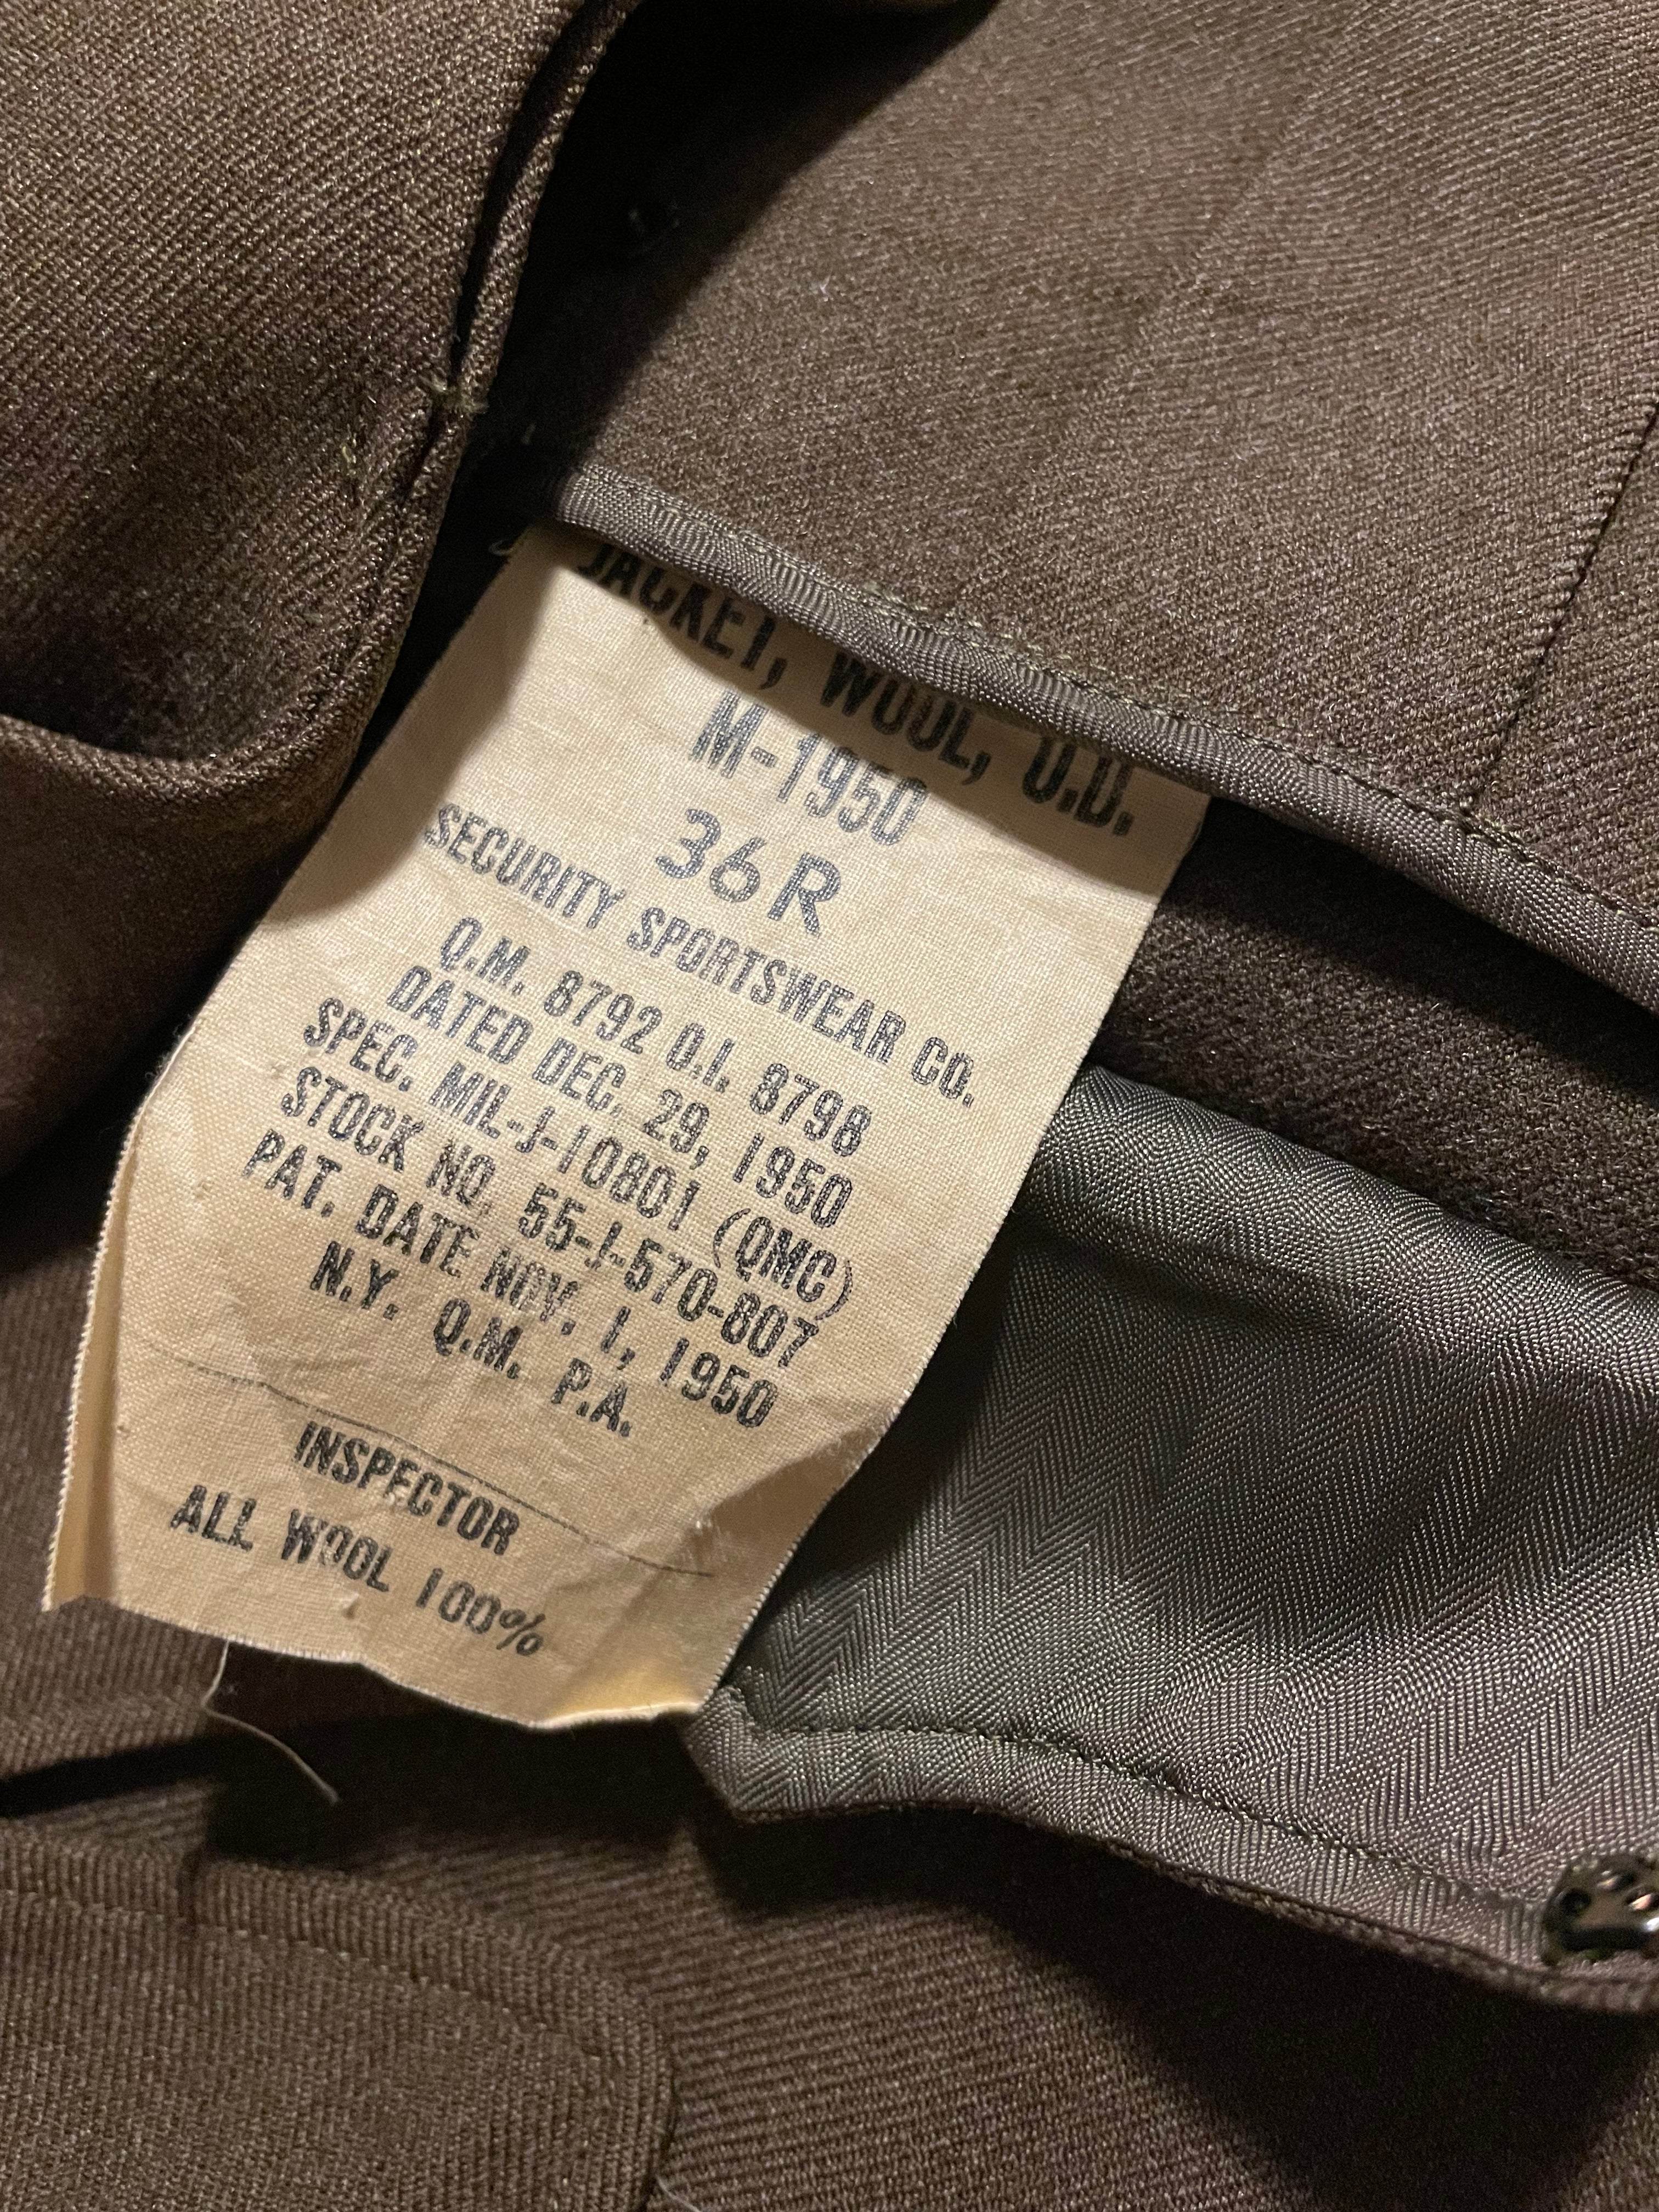 JACKET, WOOL, O.D.
M-1950
36R
SECURITY SPORTSWEAR CO.
Q.M. 8792 O.I. 8798
DATED DEC. 29, 1950
SPEC. MIL-J-10801 (QMC)
STOCK NO. 55-J-570-807
PAT. DATE NOV. 1, 1950
N.Y. Q.M. P.A.
INSPECTOR
ALL WOOL 100%